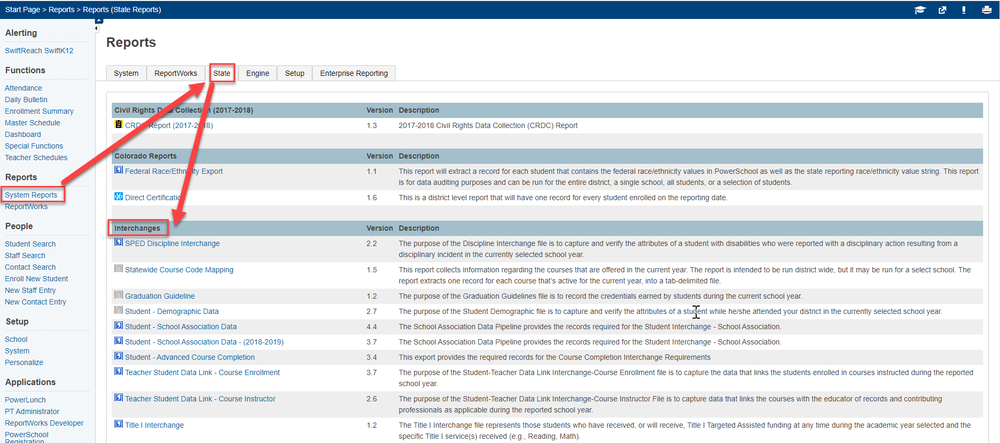 Start Page > Reports > Reports (State Reports)
Alerting
SwiftReach SwiftK12
Functions
Attendance
Daily Bulletin
Enrollment Summary
Master Schedule
Dashboard
Special Functions
Teacher Schedules
Reports
System Reports
ReportWorks
People
Student Search
Staff Search
Contact Search
Enroll New Student
New Staff Entry
New Contact Entry
Setup
School
System
Personalize
Applications
PowerLunch
PT Administrator
ReportWorks Developer
PowerSchool
Registration
Reports
System ReportWorks State Engine Setup Enterprise Reporting
Civil Rights Data Collection (2017-2018) Version Description
CRDC Report (2017-2018) 1.3 2017-2018 Civil Rights Data Collection (CRDC) Report
Colorado Reports Version Description
Federal Race/Ethnicity Export 1.1 This report will extract a record for each student that contains the federal race/ethnicity values in PowerSchool as well as the state reporting race/ethnicity value string. This report
is for data auditing purposes and can be run for the entire district, a single school, all students, or a selection of students.
Direct Certification 1.6 This is a district level report that will have one record for every student enrolled on the reporting date.
Interchanges Version Description
SPED Discipline Interchange 2.2 The purpose of the Discipline Interchange file is to capture and verify the attributes of a student with disabilities who were reported with a disciplinary action resulting from a
disciplinary incident in the currently selected school year.
Statewide Course Code Mapping 1.5 This report collects information regarding the courses that are offered in the current year. The report is intended to be run district wide, but it may be run for a select school. The
report extracts one record for each course that's active for the current year, into a tab-delimited file.
Graduation Guideline 1.2 The purpose of the Graduation Guidelines file is to record the credentials earned by students during the current school year.
Student - Demographic Data 2.7 The purpose of the Student Demographic file is to capture and verify the attributes of a student while he/she attended your district in the currently selected school year.
Student - School Association Data 4.4 The School Association Data Pipeline provides the records required for the Student Interchange - School Association.
Student - School Association Data - (2018-2019) 3.7 The School Association Data Pipeline provides the records required for the Student Interchange - School Association.
Student - Advanced Course Completion 3.4 This export provides the required records for the Course Completion Interchange Requirements
Teacher Student Data Link - Course Enrollment 3.7 The purpose of the Student-Teacher Data Link Interchange-Course Enrollment file is to capture the data that links the students enrolled in courses instructed during the reported
school year.
Teacher Student Data Link - Course Instructor 2.6 The purpose of the Student-Teacher Data Link Interchange-Course Instructor File is to capture data that links the courses with the educator of records and contributing
professionals as applicable during the reported school year.
Title I Interchange 1.2 The Title I Interchange file represents those students who have received, or will receive, Title I Targeted Assisted funding at any time during the academic year selected and the
specific Title I service(s) received (e.g., Reading, Math).